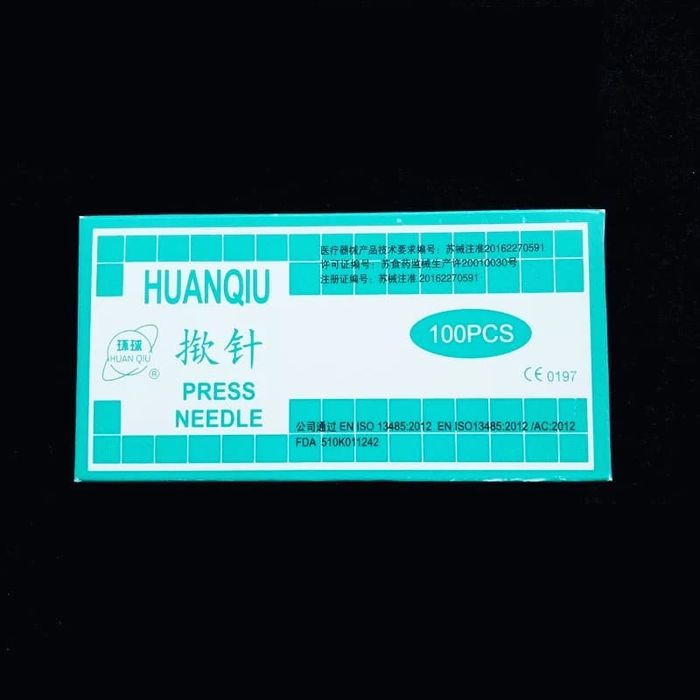 医疗器械产品技术要求编号：苏械注准20162270591
许可证编号：苏食药监械生产许20010030号
注册证编号：苏械注准20162270591
HUANQIU
100PCS
环球
HUAN QIU
®
揿针
CE 0197
PRESS
NEEDLE
公司通过 EN ISO 13485:2012 EN ISO13485:2012 /AC:2012
FDA 510K011242